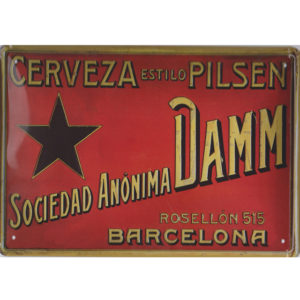 CERVEZA ESTILO PILSEN
SOCIEDAD ANÓNIMA DAMM
ROSELLÓN 515
BARCELONA